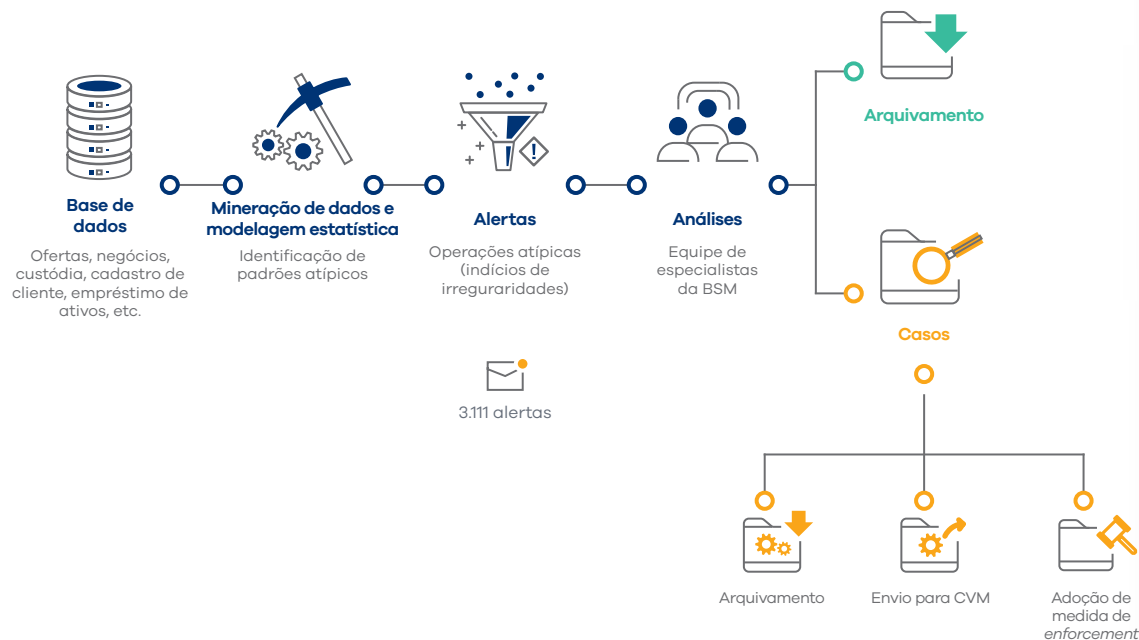 Base de
dados
Ofertas, negócios,
custódia, cadastro de
cliente, empréstimo de
ativos, etc.
Mineração de dados e
modelagem estatística
Identificação de
padrões atípicos
Alertas
Operações atípicas
(indícios de
irreguraridades)
3.111 alertas
Análises
Equipe de
especialistas
da BSM
Arquivamento
Casos
Arquivamento
Envio para CVM
Adoção de
medida de
enforcement